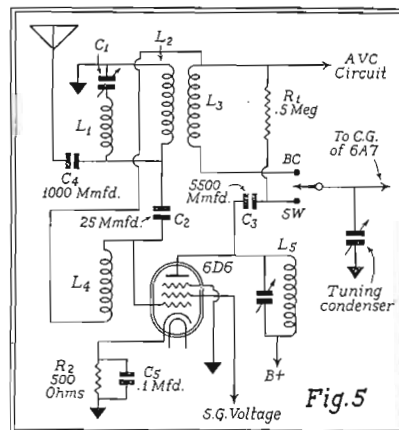 C1
L2
AVC
Circuit
L1
L3
R1
.5 Meg
To C.G.
of 6A7
BC
C4
1000 Mmfd.
5500
Mmfd.
C3
SW
25 Mmfd.
C2
L5
6D6
Tuning
condenser
L4
R2
500
Ohms
C5
.1 Mfd.
B+
S.G. Voltage
Fig.5